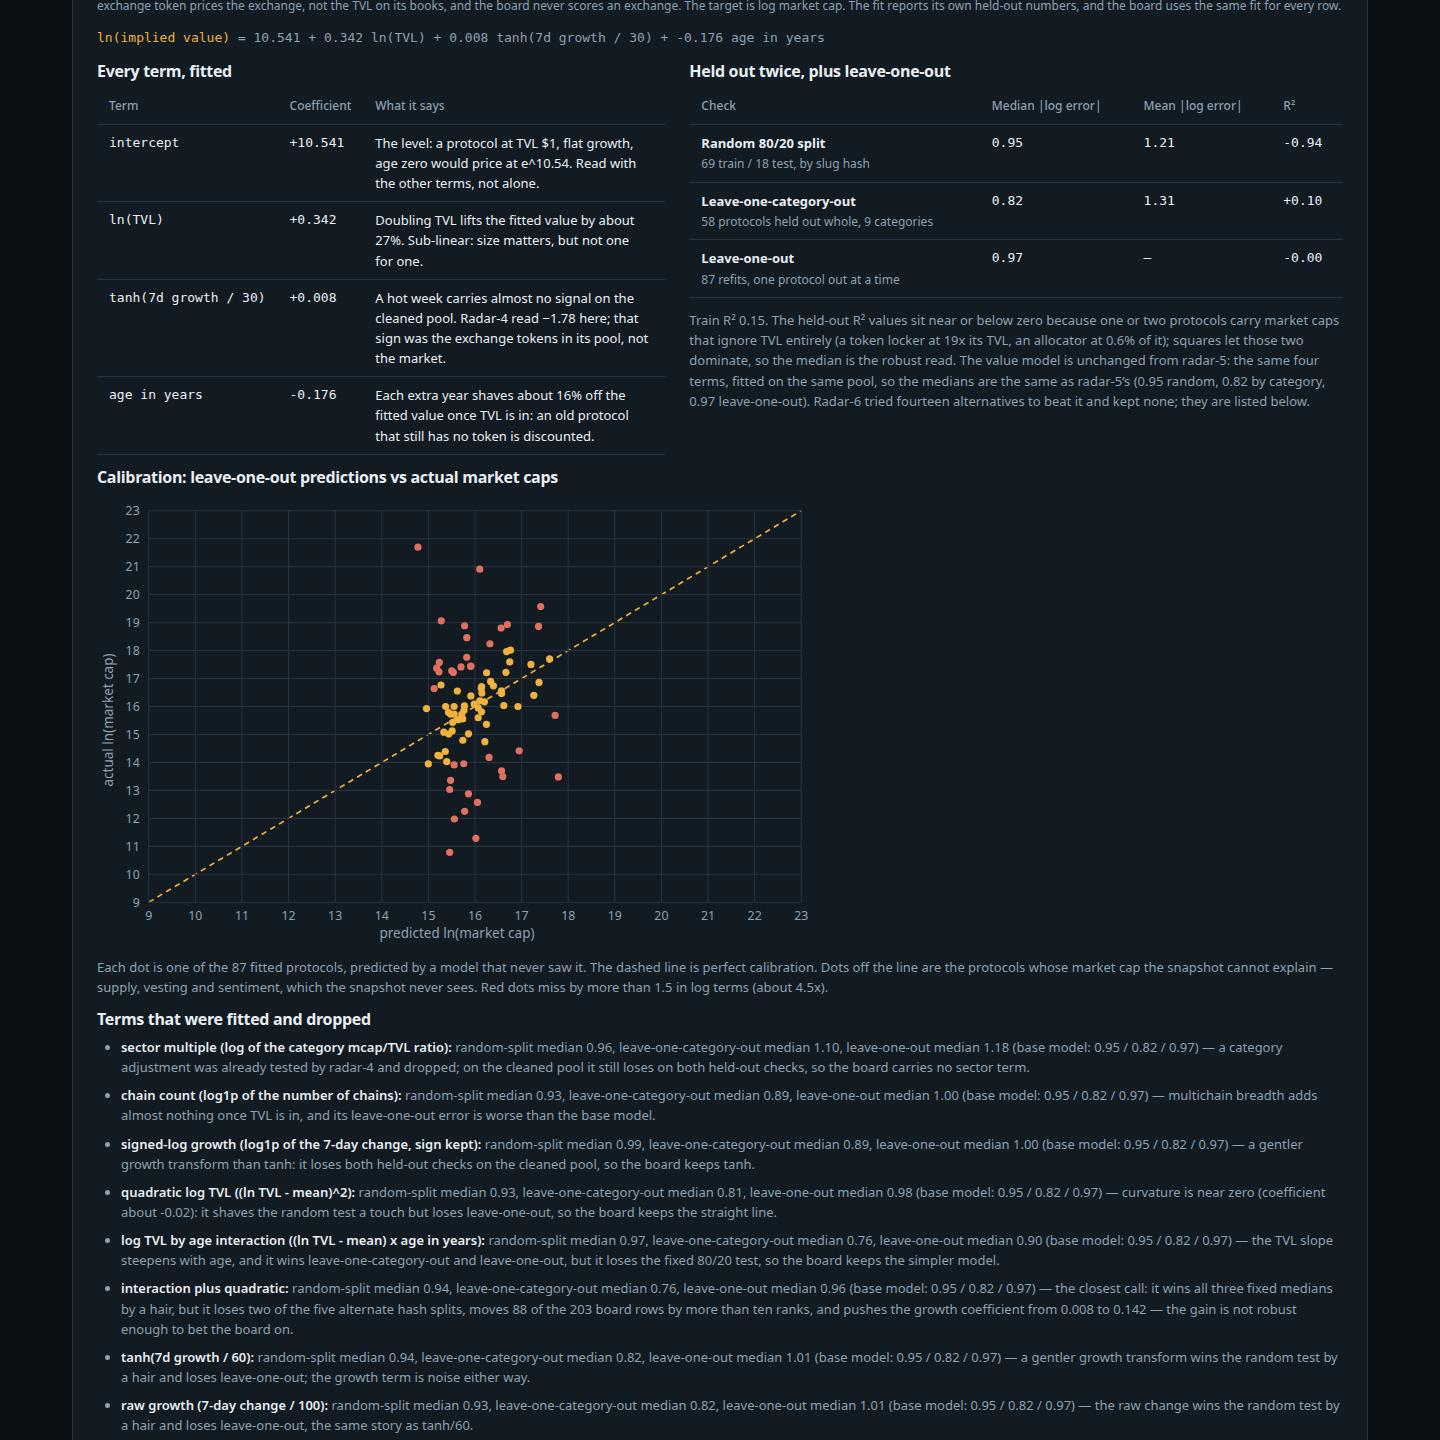 exchange token prices the exchange, not the TVL on its books, and the board never scores an exchange. The target is log market cap. The fit reports its own held-out numbers, and the board uses the same fit for every row.
ln(implied value) = 10.541 + 0.342 ln(TVL) + 0.008 tanh(7d growth / 30) + -0.176 age in years
Every term, fitted
Term Coefficient What it says
intercept +10.541 The level: a protocol at TVL $1, flat growth,
age zero would price at e^10.54. Read with
the other terms, not alone.
ln(TVL) +0.342 Doubling TVL lifts the fitted value by about
27%. Sub-linear: size matters, but not one
for one.
tanh(7d growth / 30) +0.008 A hot week carries almost no signal on the
cleaned pool. Radar-4 read −1.78 here; that
sign was the exchange tokens in its pool, not
the market.
age in years -0.176 Each extra year shaves about 16% off the
fitted value once TVL is in: an old protocol
that still has no token is discounted.
Held out twice, plus leave-one-out
Check Median |log error| Mean |log error| R²
Random 80/20 split 0.95 1.21 -0.94
69 train / 18 test, by slug hash
Leave-one-category-out 0.82 1.31 +0.10
58 protocols held out whole, 9 categories
Leave-one-out 0.97 — -0.00
87 refits, one protocol out at a time
Train R² 0.15. The held-out R² values sit near or below zero because one or two protocols carry market caps
that ignore TVL entirely (a token locker at 19x its TVL, an allocator at 0.6% of it); squares let those two
dominate, so the median is the robust read. The value model is unchanged from radar-5: the same four
terms, fitted on the same pool, so the medians are the same as radar-5's (0.95 random, 0.82 by category,
0.97 leave-one-out). Radar-6 tried fourteen alternatives to beat it and kept none; they are listed below.
Calibration: leave-one-out predictions vs actual market caps
23
22
21
20
19
18
17
16
15
14
13
12
11
10
9
actual ln(market cap)
9 10 11 12 13 14 15 16 17 18 19 20 21 22 23
predicted ln(market cap)
Each dot is one of the 87 fitted protocols, predicted by a model that never saw it. The dashed line is perfect calibration. Dots off the line are the protocols whose market cap the snapshot cannot explain —
supply, vesting and sentiment, which the snapshot never sees. Red dots miss by more than 1.5 in log terms (about 4.5x).
Terms that were fitted and dropped
• sector multiple (log of the category mcap/TVL ratio): random-split median 0.96, leave-one-category-out median 1.10, leave-one-out median 1.18 (base model: 0.95 / 0.82 / 0.97) — a category
adjustment was already tested by radar-4 and dropped; on the cleaned pool it still loses on both held-out checks, so the board carries no sector term.
• chain count (log1p of the number of chains): random-split median 0.93, leave-one-category-out median 0.89, leave-one-out median 1.00 (base model: 0.95 / 0.82 / 0.97) — multichain breadth adds
almost nothing once TVL is in, and its leave-one-out error is worse than the base model.
• signed-log growth (log1p of the 7-day change, sign kept): random-split median 0.99, leave-one-category-out median 0.89, leave-one-out median 1.00 (base model: 0.95 / 0.82 / 0.97) — a gentler
growth transform than tanh: it loses both held-out checks on the cleaned pool, so the board keeps tanh.
• quadratic log TVL ((ln TVL - mean)^2): random-split median 0.93, leave-one-category-out median 0.81, leave-one-out median 0.98 (base model: 0.95 / 0.82 / 0.97) — curvature is near zero (coefficient
about -0.02): it shaves the random test a touch but loses leave-one-out, so the board keeps the straight line.
• log TVL by age interaction ((ln TVL - mean) x age in years): random-split median 0.97, leave-one-category-out median 0.76, leave-one-out median 0.90 (base model: 0.95 / 0.82 / 0.97) — the TVL slope
steepens with age, and it wins leave-one-category-out and leave-one-out, but it loses the fixed 80/20 test, so the board keeps the simpler model.
• interaction plus quadratic: random-split median 0.94, leave-one-category-out median 0.76, leave-one-out median 0.96 (base model: 0.95 / 0.82 / 0.97) — the closest call: it wins all three fixed medians
by a hair, but it loses two of the five alternate hash splits, moves 88 of the 203 board rows by more than ten ranks, and pushes the growth coefficient from 0.008 to 0.142 — the gain is not robust
enough to bet the board on.
• tanh(7d growth / 60): random-split median 0.94, leave-one-category-out median 0.82, leave-one-out median 1.01 (base model: 0.95 / 0.82 / 0.97) — a gentler growth transform wins the random test by
a hair and loses leave-one-out; the growth term is noise either way.
• raw growth (7-day change / 100): random-split median 0.93, leave-one-category-out median 0.82, leave-one-out median 1.01 (base model: 0.95 / 0.82 / 0.97) — the raw change wins the random test by
a hair and loses leave-one-out, the same story as tanh/60.